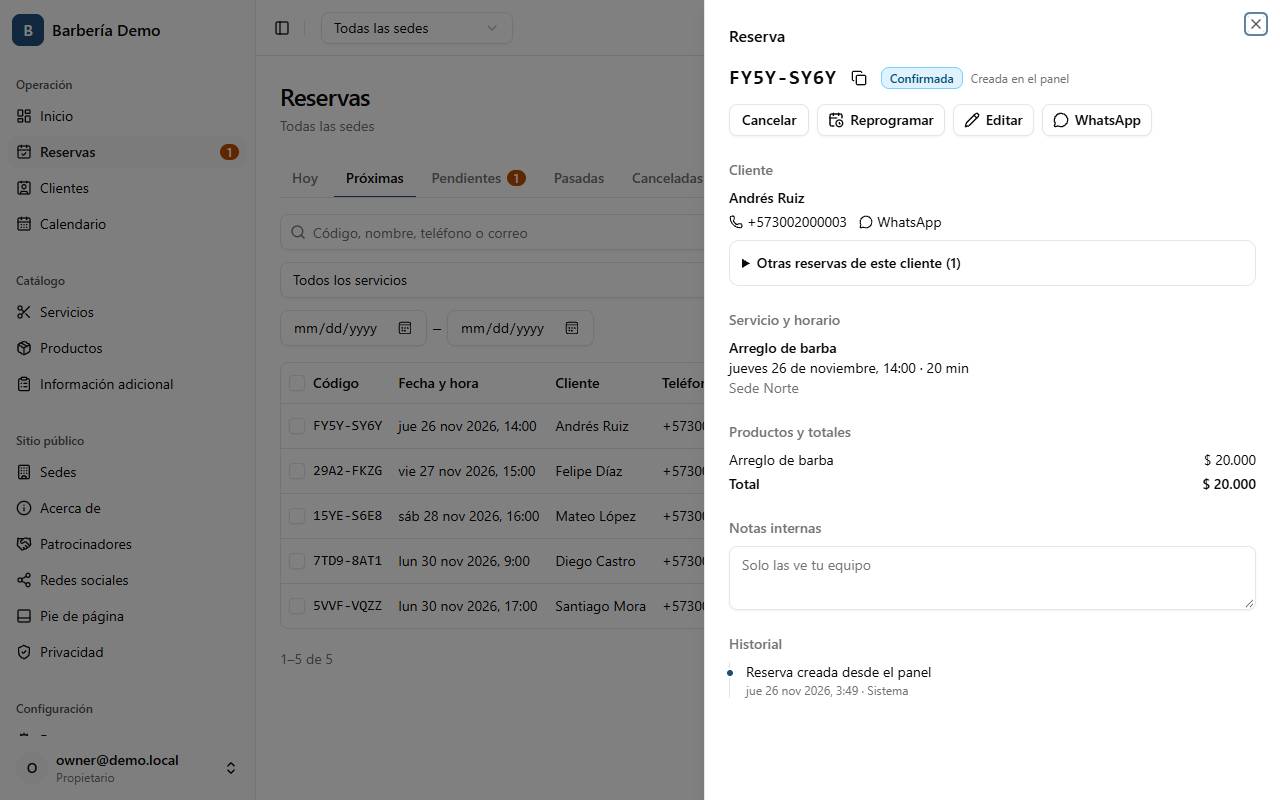 B Barbería Demo
Operación
Inicio
Reservas 1
Clientes
Calendario
Catálogo
Servicios
Productos
Información adicional
Sitio público
Sedes
Acerca de
Patrocinadores
Redes sociales
Pie de página
Privacidad
Configuración
O owner@demo.local
Propietario
Todas las sedes
Reservas
Todas las sedes
Hoy Próximas Pendientes 1 Pasadas Canceladas
Código, nombre, teléfono o correo
Todos los servicios
mm/dd/yyyy – mm/dd/yyyy
Código Fecha y hora Cliente Teléfon
FY5Y-SY6Y jue 26 nov 2026, 14:00 Andrés Ruiz +5730
29A2-FKZG vie 27 nov 2026, 15:00 Felipe Díaz +5730
15YE-S6E8 sáb 28 nov 2026, 16:00 Mateo López +5730
7TD9-8AT1 lun 30 nov 2026, 9:00 Diego Castro +5730
5VVF-VQZZ lun 30 nov 2026, 17:00 Santiago Mora +5730
1–5 de 5
Reserva
FY5Y-SY6Y Confirmada Creada en el panel
Cancelar Reprogramar Editar WhatsApp
Cliente
Andrés Ruiz
+573002000003 WhatsApp
Otras reservas de este cliente (1)
Servicio y horario
Arreglo de barba
jueves 26 de noviembre, 14:00 · 20 min
Sede Norte
Productos y totales
Arreglo de barba $ 20.000
Total $ 20.000
Notas internas
Solo las ve tu equipo
Historial
Reserva creada desde el panel
jue 26 nov 2026, 3:49 · Sistema